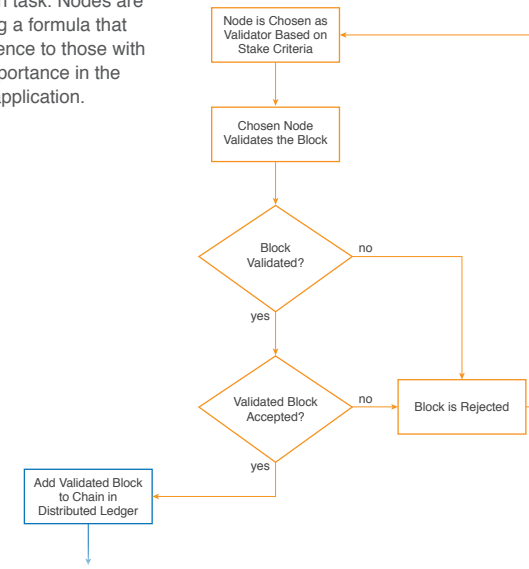 n task. Nodes are
g a formula that
ence to those with
portance in the
application.
Node is Chosen as
Validator Based on
Stake Criteria
Chosen Node
Validates the Block
Block
Validated?
no
yes
Validated Block
Accepted?
no
Block is Rejected
yes
Add Validated Block
to Chain in
Distributed Ledger